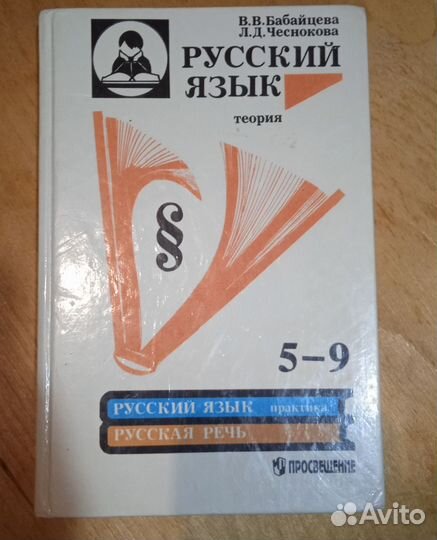 В.В.Бабайцева
Л.Д.Чеснокова
РУССКИЙ
ЯЗЫК
теория
§
5–9
РУССКИЙ ЯЗЫК практика
РУССКАЯ РЕЧЬ
ПРОСВЕЩЕНИЕ
Avito